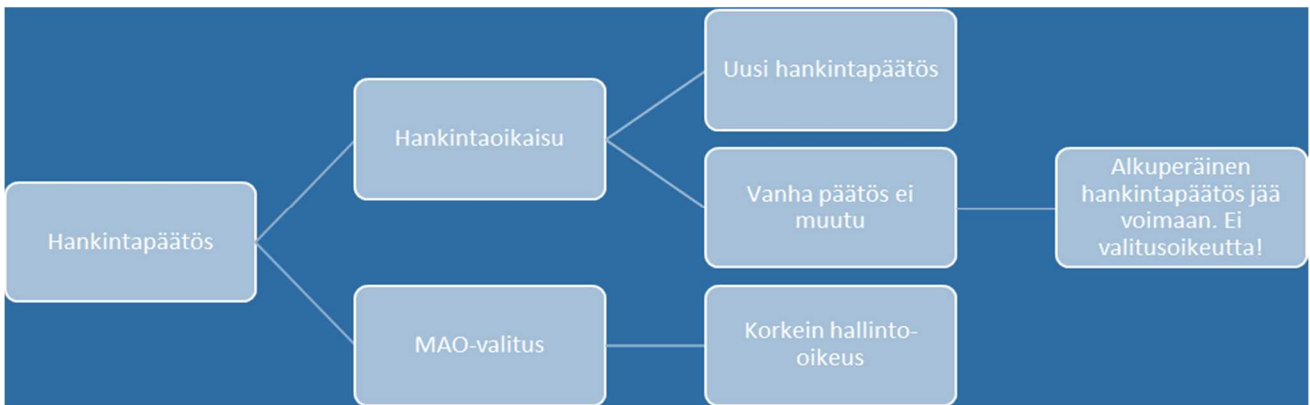 Uusi hankintapäätös
Hankintaoikaisu
Vanha päätös ei
muutu
Alkuperäinen
hankintapäätös jää
voimaan. Ei
valitusoikeutta!
Hankintapäätös
MAO-valitus
Korkein hallinto-
oikeus